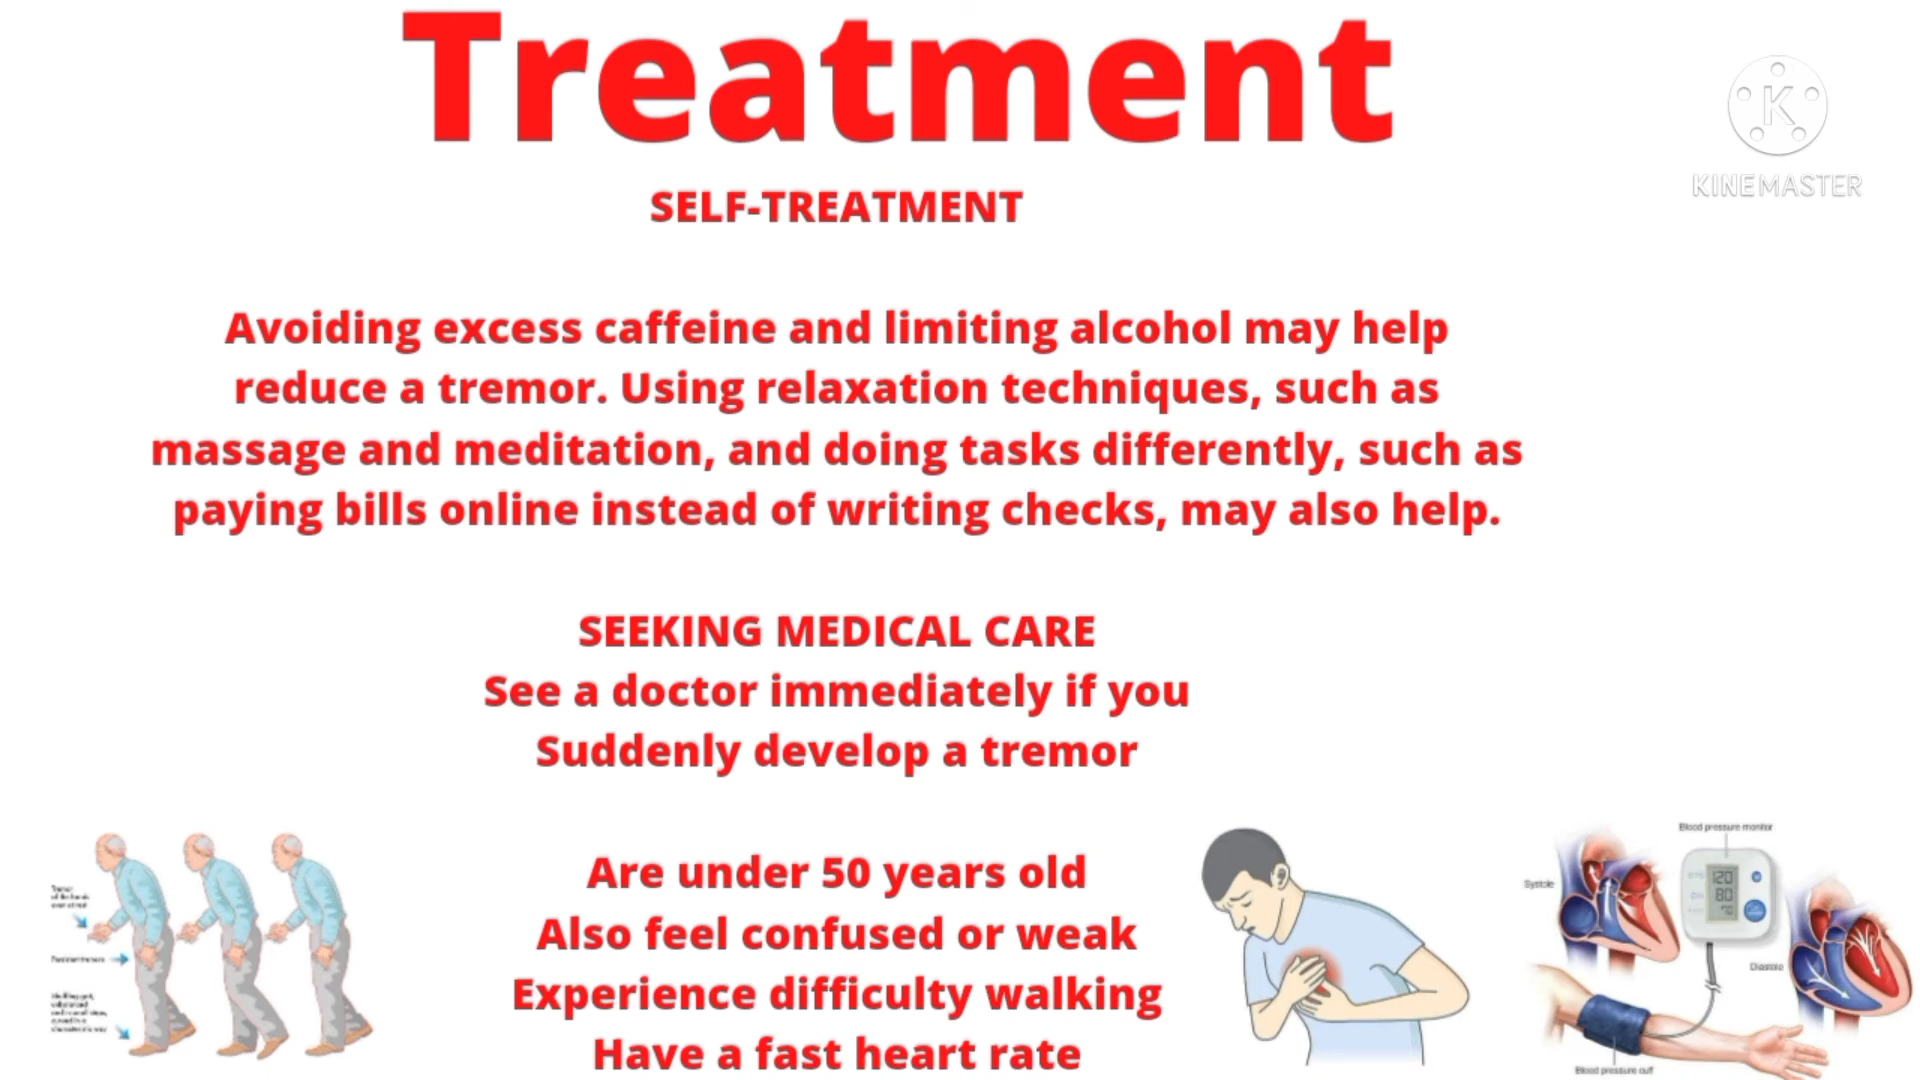 Treatment
KINEMASTER
SELF-TREATMENT
Avoiding excess caffeine and limiting alcohol may help
reduce a tremor. Using relaxation techniques, such as
massage and meditation, and doing tasks differently, such as
paying bills online instead of writing checks, may also help.
SEEKING MEDICAL CARE
See a doctor immediately if you
Suddenly develop a tremor
Are under 50 years old
Also feel confused or weak
Experience difficulty walking
Have a fast heart rate
Blood pressure monitor
Systole
120
80
70
Diastole
Blood pressure cuff